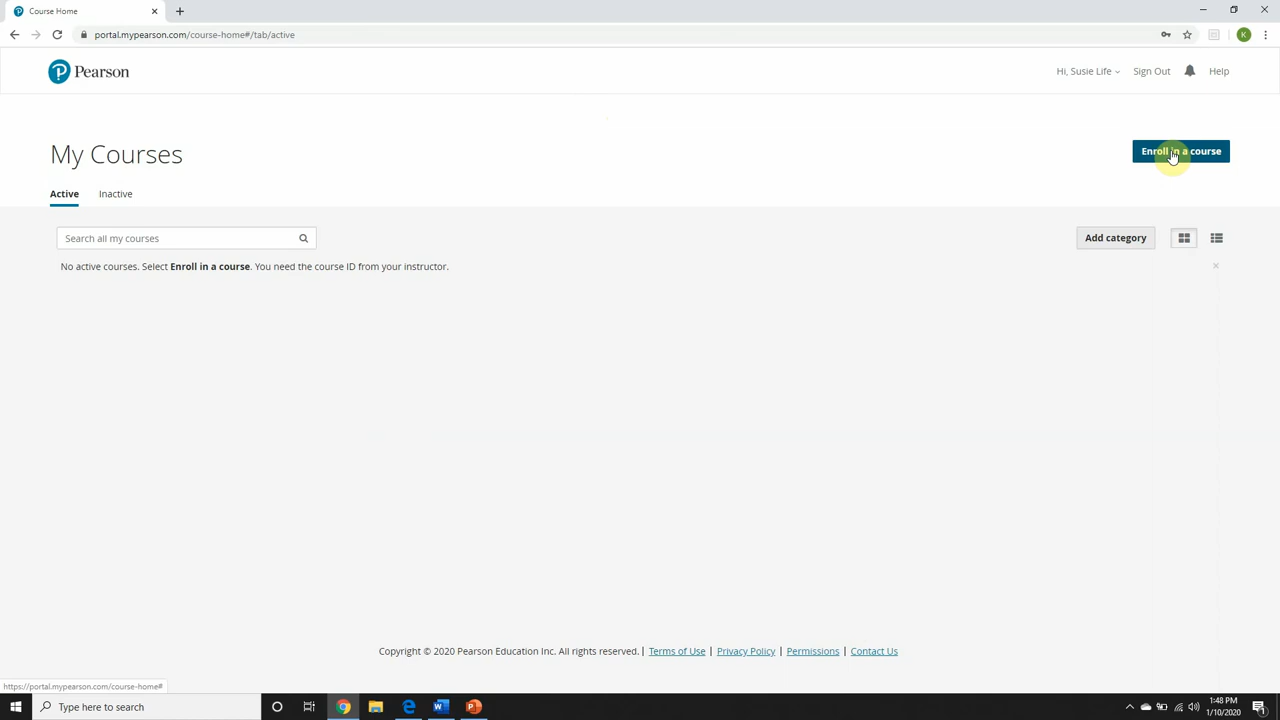 Course Home
portal.mypearson.com/course-home#/tab/active
K
Pearson
Hi, Susie Life
Sign Out
Help
My Courses
Enroll in a course
Active
Inactive
Search all my courses
Add category
No active courses. Select Enroll in a course. You need the course ID from your instructor.
Copyright © 2020 Pearson Education Inc. All rights reserved. | Terms of Use | Privacy Policy | Permissions | Contact Us
https://portal.mypearson.com/course-home#
Type here to search
1:48 PM
1/10/2020